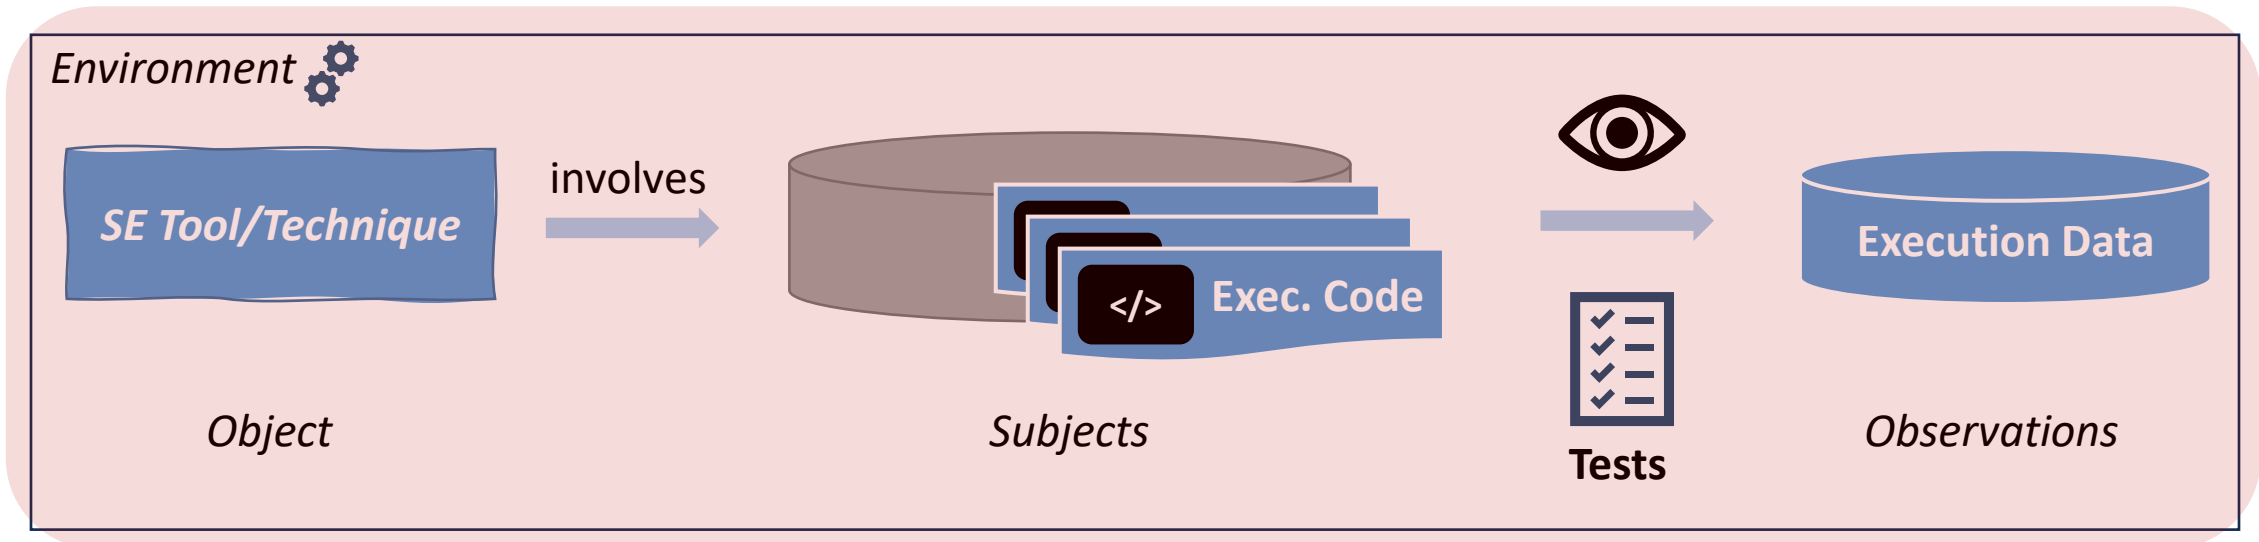 Environment
SE Tool/Technique
involves
</> Exec. Code
Execution Data
Object
Subjects
Tests
Observations